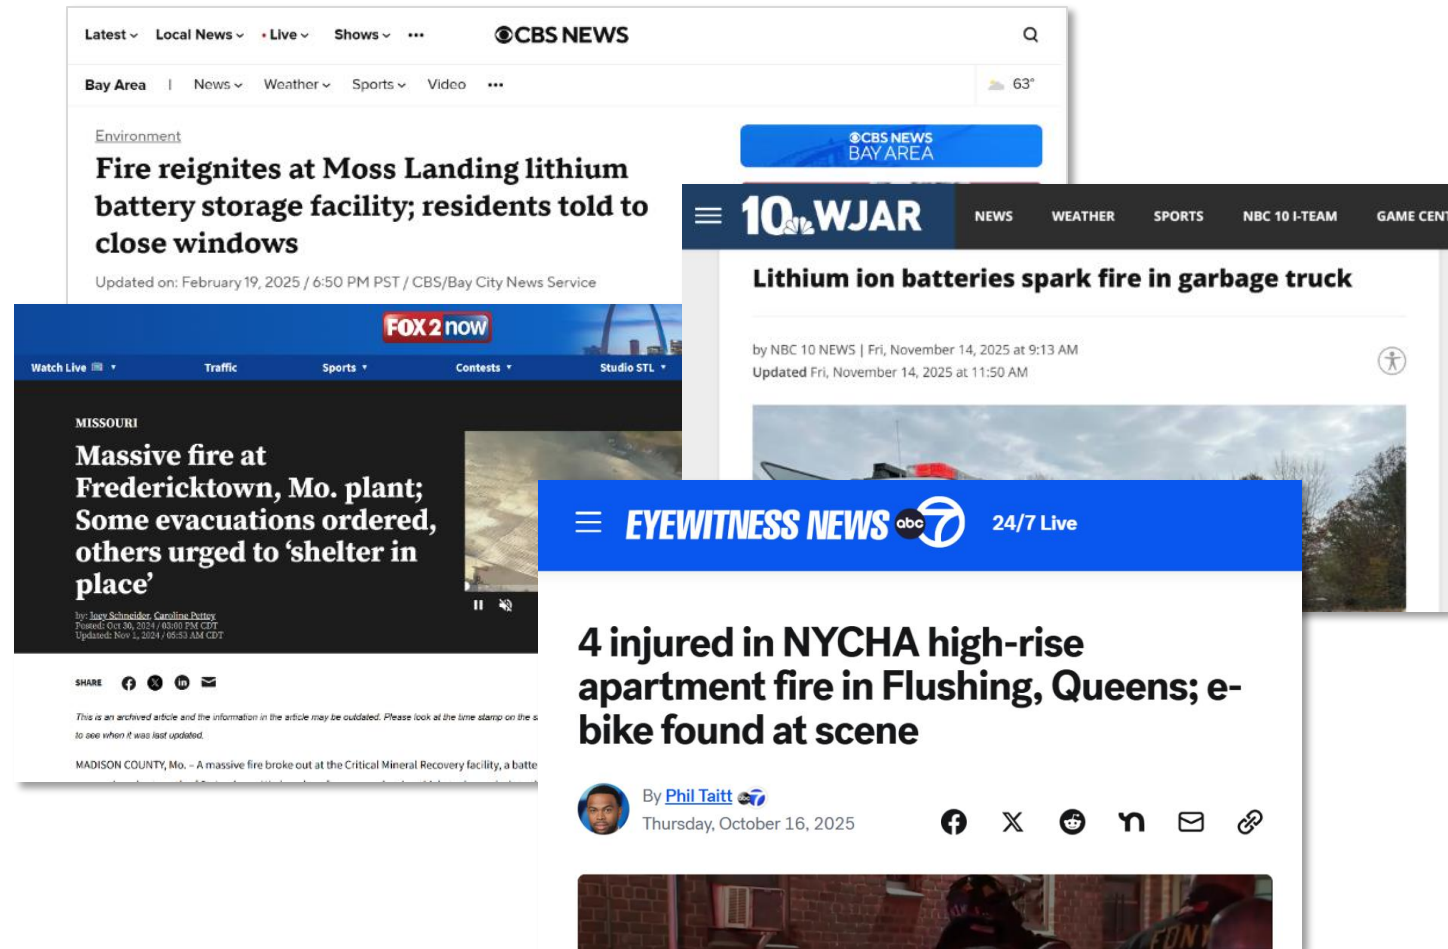 Latest Local News • Live Shows ••• CBS NEWS
Bay Area | News Weather Sports Video ••• 63°
Environment
Fire reignites at Moss Landing lithium
battery storage facility; residents told to
close windows
Updated on: February 19, 2025 / 6:50 PM PST / CBS/Bay City News Service
CBS NEWS
BAY AREA
10 WJAR NEWS WEATHER SPORTS NBC 10 I-TEAM GAME CENT
Lithium ion batteries spark fire in garbage truck
by NBC 10 NEWS | Fri, November 14, 2025 at 9:13 AM
Updated Fri, November 14, 2025 at 11:50 AM
FOX 2 now
Watch Live Traffic Sports Contests Studio STL
MISSOURI
Massive fire at
Fredericktown, Mo. plant;
Some evacuations ordered,
others urged to ‘shelter in
place’
by: Joey Schneider, Caroline Pettey
Posted: Oct 30, 2024 / 03:00 PM CDT
Updated: Nov 1, 2024 / 05:53 AM CDT
SHARE
This is an archived article and the information in the article may be outdated. Please look at the time stamp on the s
to see when it was last updated.
MADISON COUNTY, Mo. – A massive fire broke out at the Critical Mineral Recovery facility, a batte
EYEWITNESS NEWS abc 7 24/7 Live
4 injured in NYCHA high-rise
apartment fire in Flushing, Queens; e-
bike found at scene
By Phil Taitt abc 7
Thursday, October 16, 2025
FDNY